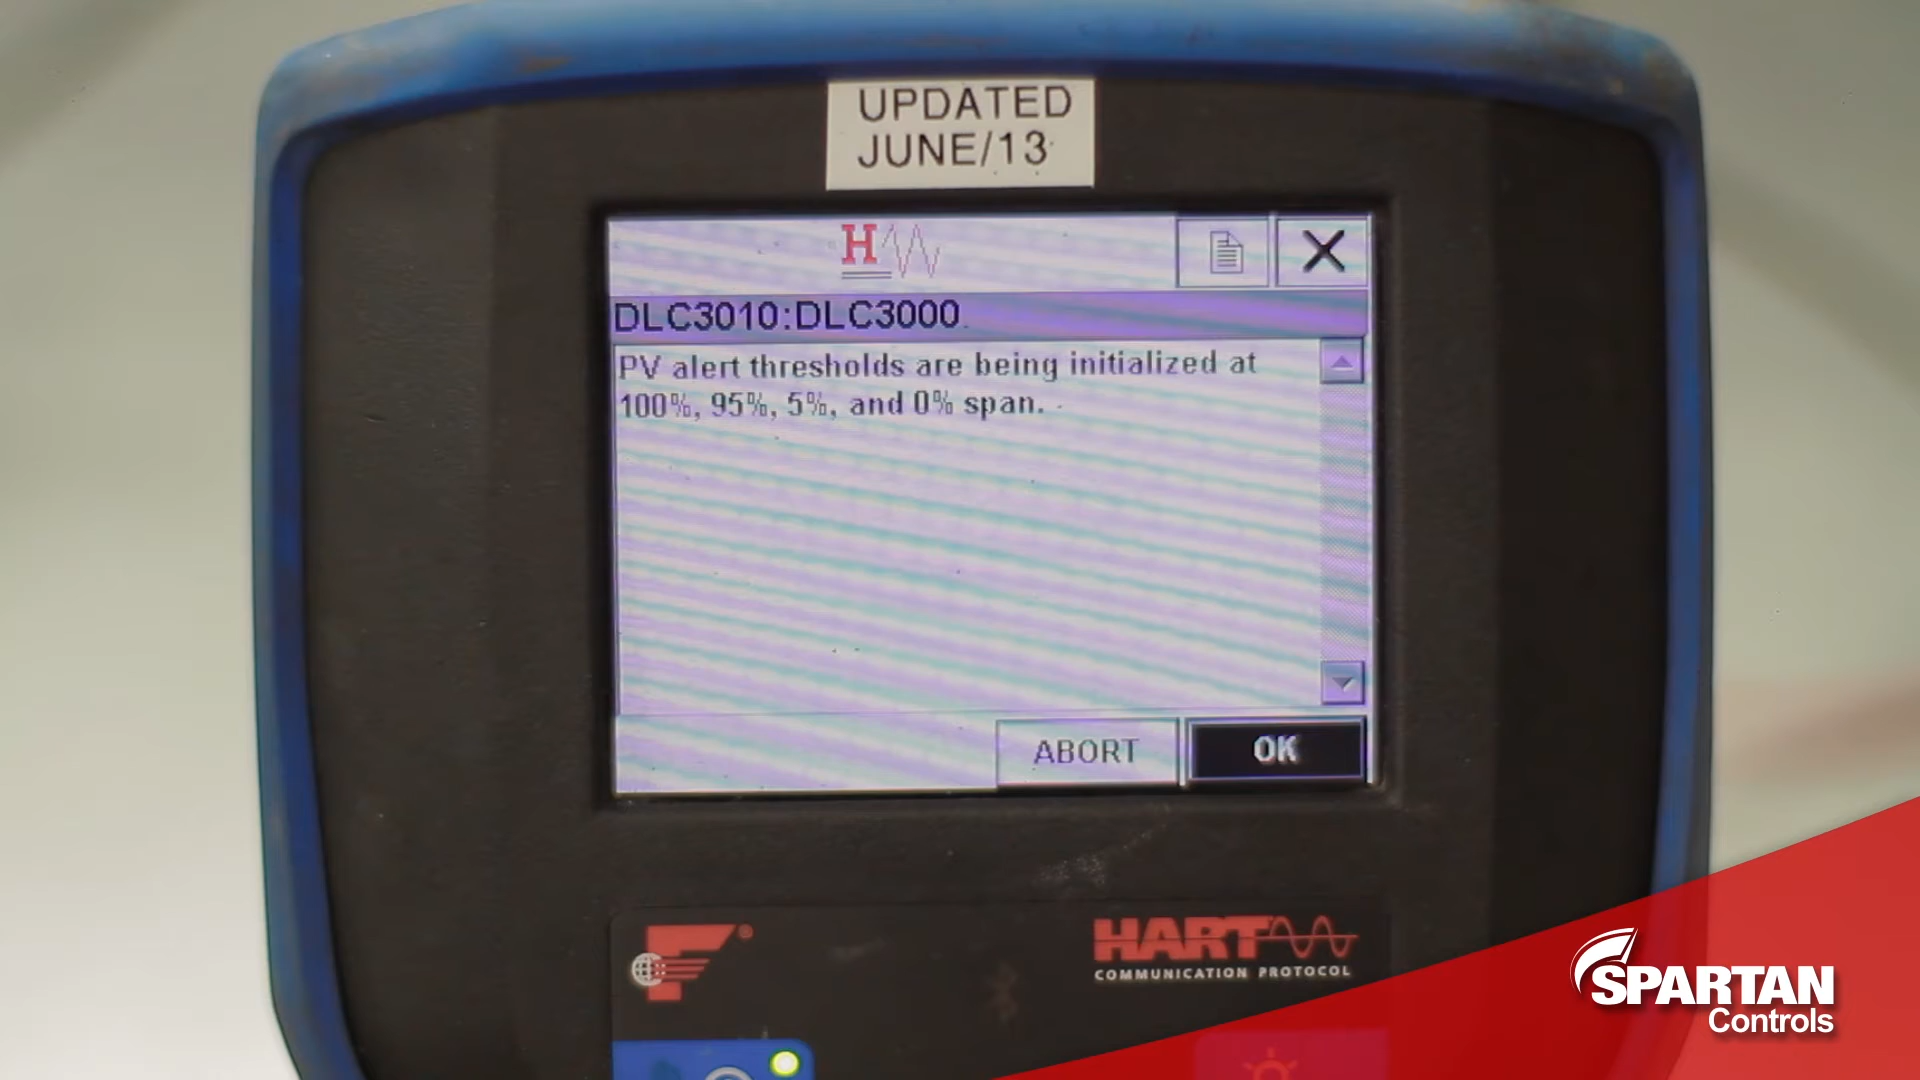 UPDATED
JUNE/13
H
DLC3010:DLC3000
PV alert thresholds are being initialized at
100%, 95%, 5%, and 0% span.
ABORT
OK
F®
HART
COMMUNICATION PROTOCOL
SPARTAN
Controls